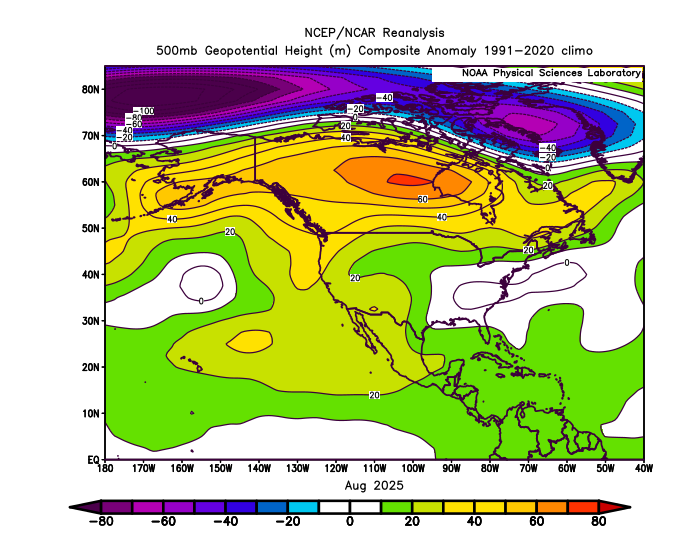 NCEP/NCAR Reanalysis
500mb Geopotential Height (m) Composite Anomaly 1991−2020 climo
NOAA Physical Sciences Laboratory
80N
−40
−100
−80
−60
−40
−20
0
−20
0
20
40
70N
−40
−20
0
20
60N
60
40
40
50N
20
20
0
40N
20
0
30N
20N
20
10N
EQ
180 170W 160W 150W 140W 130W 120W 110W 100W 90W 80W 70W 60W 50W 40W
Aug 2025
−80 −60 −40 −20 0 20 40 60 80